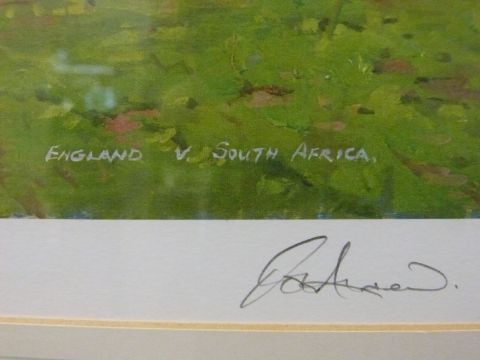 ENGLAND V. SOUTH AFRICA.